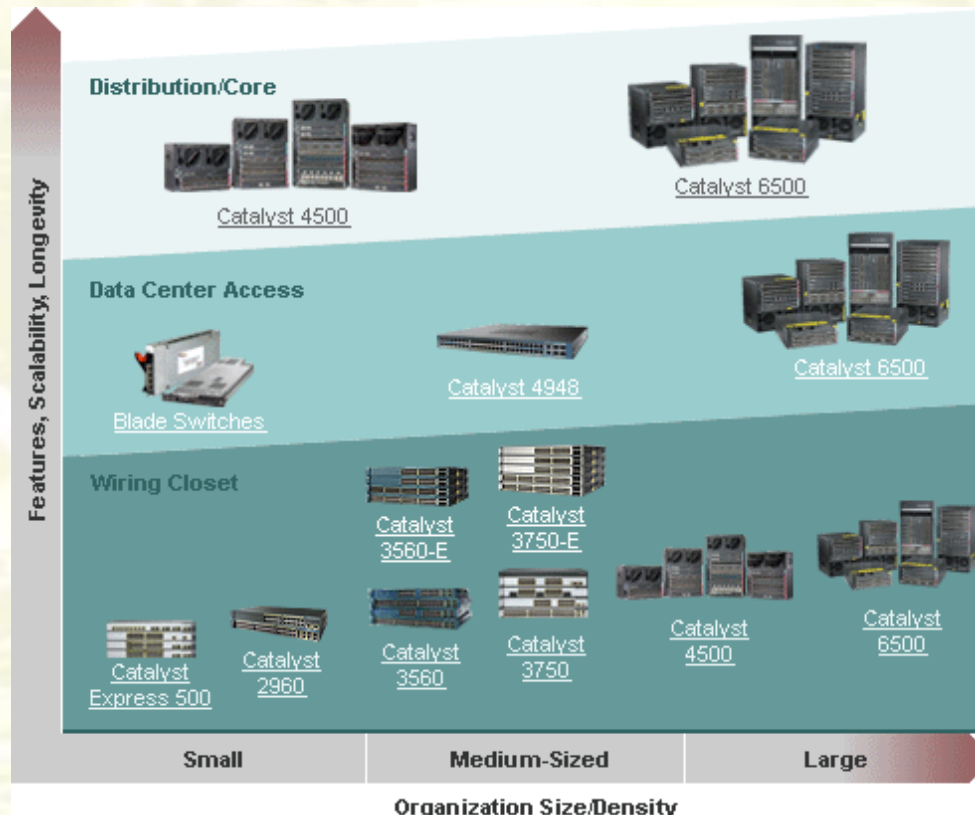 Features, Scalability, Longevity
Distribution/Core
Catalyst 4500
Catalyst 6500
Data Center Access
Blade Switches
Catalyst 4948
Catalyst 6500
Wiring Closet
Catalyst
3560-E
Catalyst
3750-E
Catalyst
Express 500
Catalyst
2960
Catalyst
3560
Catalyst
3750
Catalyst
4500
Catalyst
6500
Small
Medium-Sized
Large
Organization Size/Density